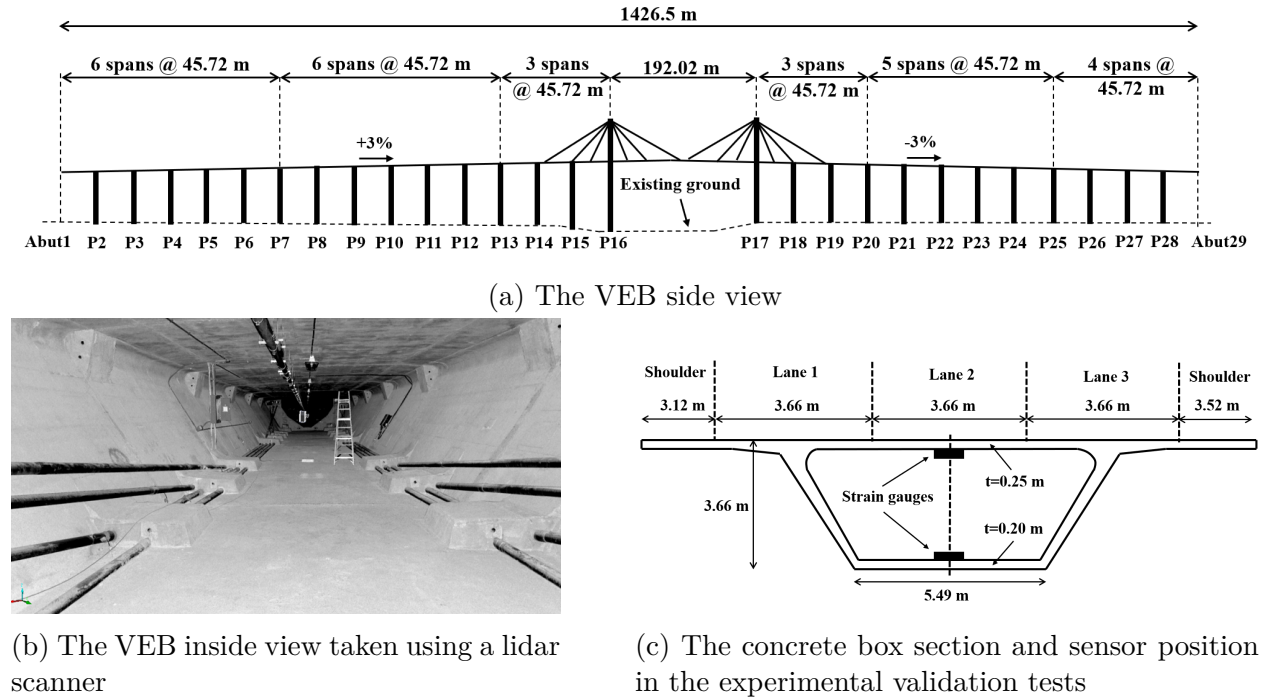 1426.5 m
6 spans @ 45.72 m
6 spans @ 45.72 m
3 spans
@ 45.72 m
192.02 m
3 spans
@ 45.72 m
5 spans @ 45.72 m
4 spans @
45.72 m
+3%
-3%
Existing ground
Abut1 P2 P3 P4 P5 P6 P7 P8 P9 P10 P11 P12 P13 P14 P15 P16 P17 P18 P19 P20 P21 P22 P23 P24 P25 P26 P27 P28 Abut29
(a) The VEB side view
Shoulder Lane 1 Lane 2 Lane 3 Shoulder
3.12 m 3.66 m 3.66 m 3.66 m 3.52 m
Strain gauges
t=0.25 m
3.66 m
t=0.20 m
5.49 m
(b) The VEB inside view taken using a lidar
scanner
(c) The concrete box section and sensor position
in the experimental validation tests